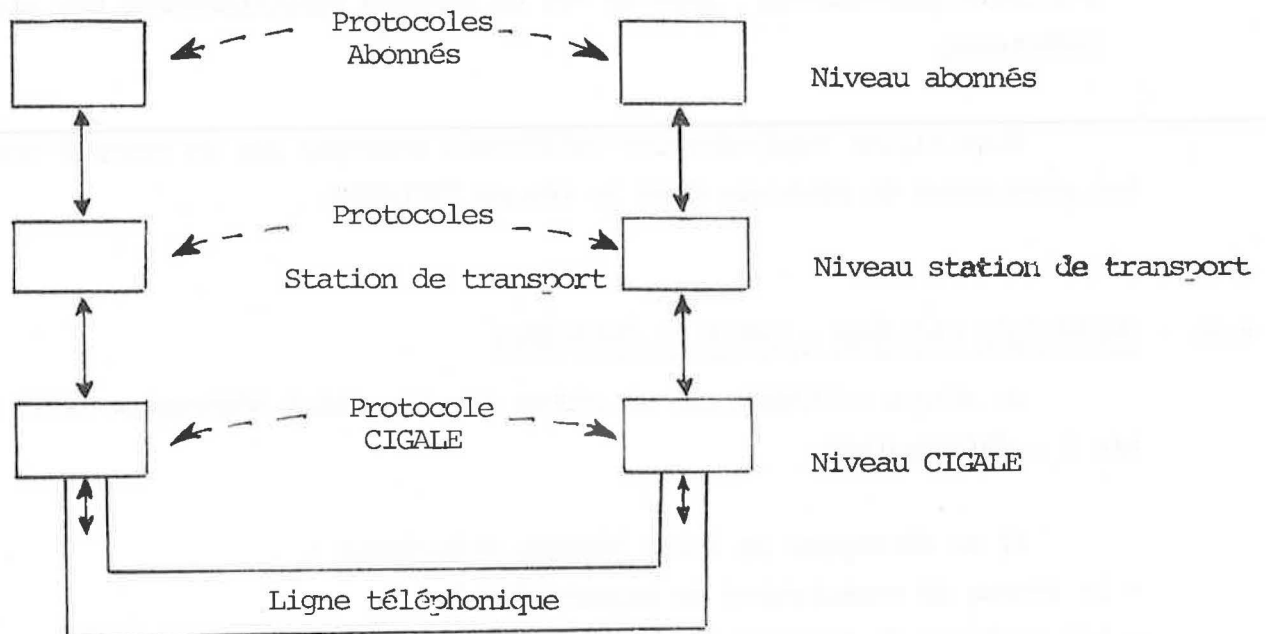 Protocoles
Abonnés
Niveau abonnés
Protocoles
Station de transport
Niveau station de transport
Protocole
CIGALE
Niveau CIGALE
Ligne téléphonique